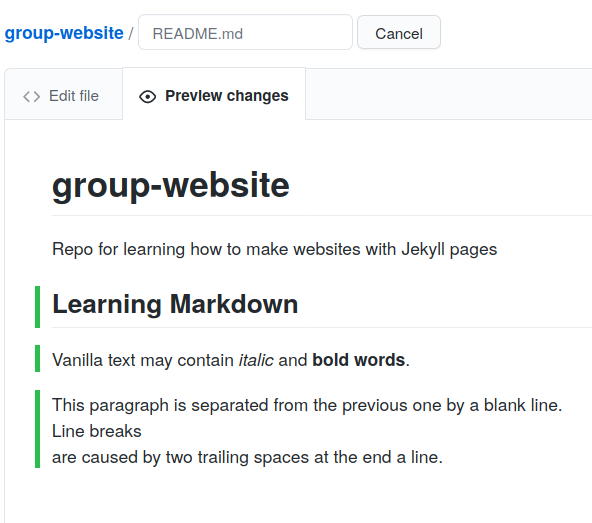 group-website / README.md Cancel
Edit file Preview changes
group-website
Repo for learning how to make websites with Jekyll pages
Learning Markdown
Vanilla text may contain italic and bold words.
This paragraph is separated from the previous one by a blank line.
Line breaks
are caused by two trailing spaces at the end a line.